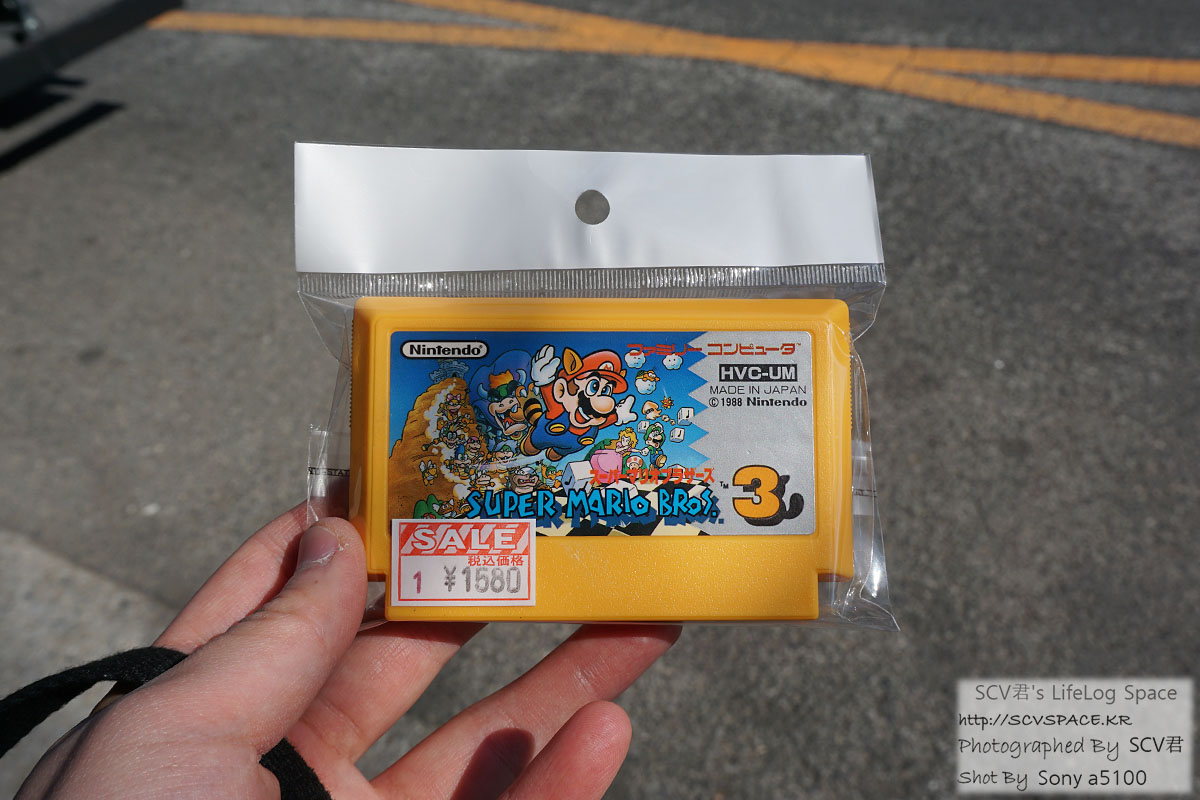 Nintendo
ファミリー コンピュータ™
HVC-UM
MADE IN JAPAN
© 1988 Nintendo
スーパーマリオブラザーズ
SUPER MARIO BROS. 3
™
SALE
税込価格
1 ¥1580
SCV君's LifeLog Space
http://SCVSPACE.KR
Photographed By SCV君
Shot By Sony a5100